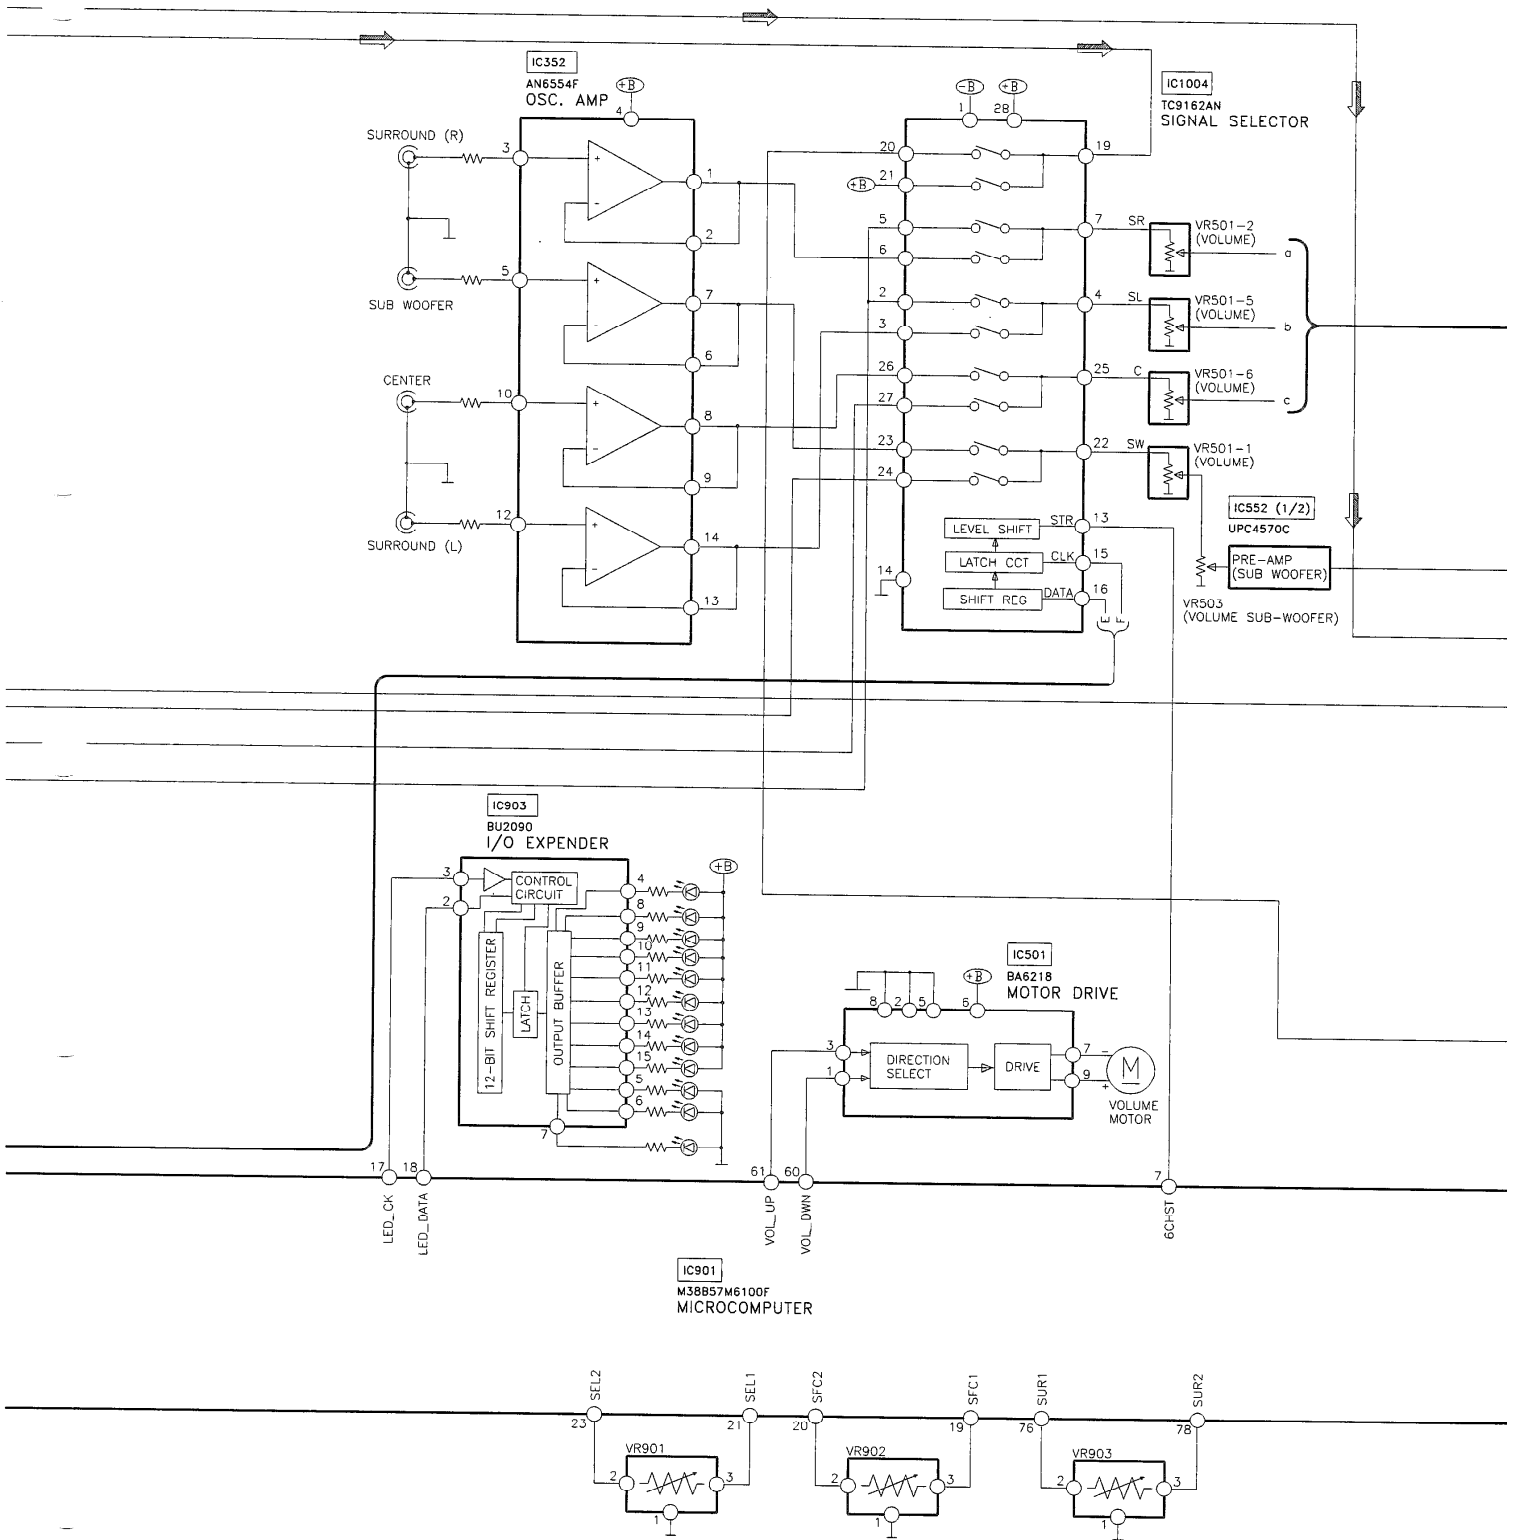 IC352
AN6554F
OSC. AMP
+B
4
SURROUND (R)
3
1
2
5
SUB WOOFER
7
6
CENTER
10
8
9
12
SURROUND (L)
14
13
+
-
+
-
+
-
+
-
-B
+B
1
28
IC1004
TC9162AN
SIGNAL SELECTOR
20
19
+B
21
5
7
SR
VR501-2
(VOLUME)
a
6
2
4
SL
VR501-5
(VOLUME)
b
3
26
25
C
VR501-6
(VOLUME)
c
27
23
22
SW
VR501-1
(VOLUME)
24
LEVEL SHIFT
STR
13
LATCH CCT
CLK
15
SHIFT REG
DATA
16
14
E
F
IC552 (1/2)
UPC4570C
PRE-AMP
(SUB WOOFER)
VR503
(VOLUME SUB-WOOFER)
IC903
BU2090
I/O EXPENDER
3
2
CONTROL
CIRCUIT
12-BIT SHIFT REGISTER
LATCH
OUTPUT BUFFER
+B
4
8
9
10
11
12
13
14
15
5
6
7
IC501
BA6218
MOTOR DRIVE
+B
8
2
5
6
3
1
DIRECTION
SELECT
DRIVE
7
-
9
+
M
VOLUME
MOTOR
17
18
61
60
7
LED_CK
LED_DATA
VOL_UP
VOL_DWN
6CHST
IC901
M38B57M6100F
MICROCOMPUTER
SEL2
SEL1
SFC2
SFC1
SUR1
SUR2
23
21
20
19
76
78
VR901
2
3
1
VR902
2
3
1
VR903
2
3
1